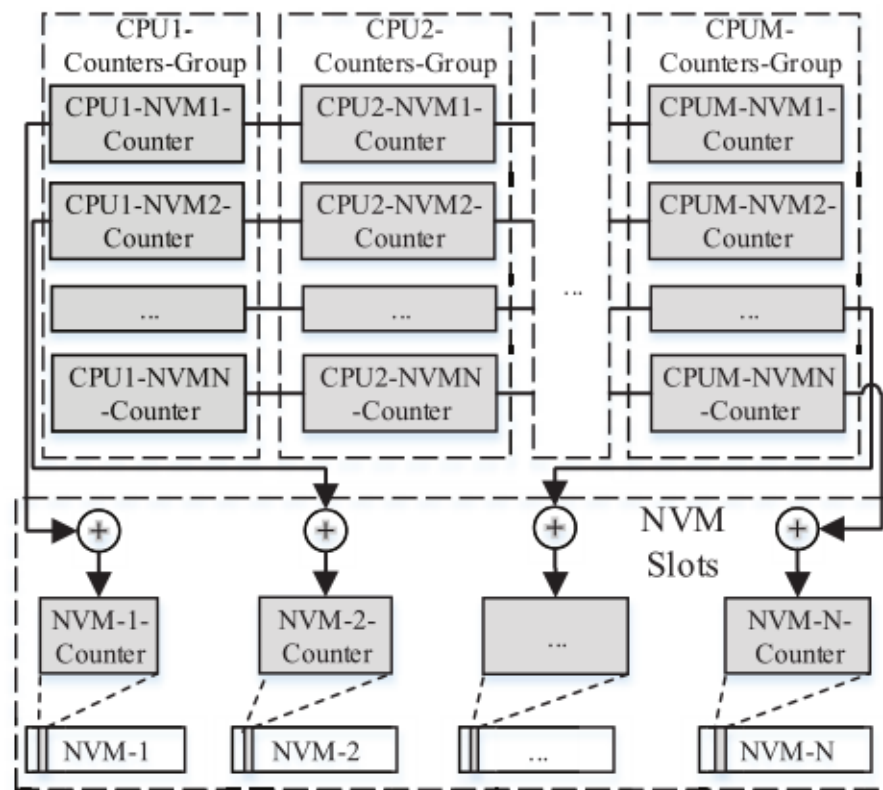 CPU1-
Counters-Group
CPU2-
Counters-Group
CPUM-
Counters-Group
CPU1-NVM1-
Counter
CPU2-NVM1-
Counter
CPUM-NVM1-
Counter
CPU1-NVM2-
Counter
CPU2-NVM2-
Counter
CPUM-NVM2-
Counter
...
...
...
...
CPU1-NVMN
-Counter
CPU2-NVMN
-Counter
CPUM-NVMN
-Counter
+
+
+
NVM
Slots
+
NVM-1-
Counter
NVM-2-
Counter
...
NVM-N-
Counter
NVM-1
NVM-2
...
NVM-N